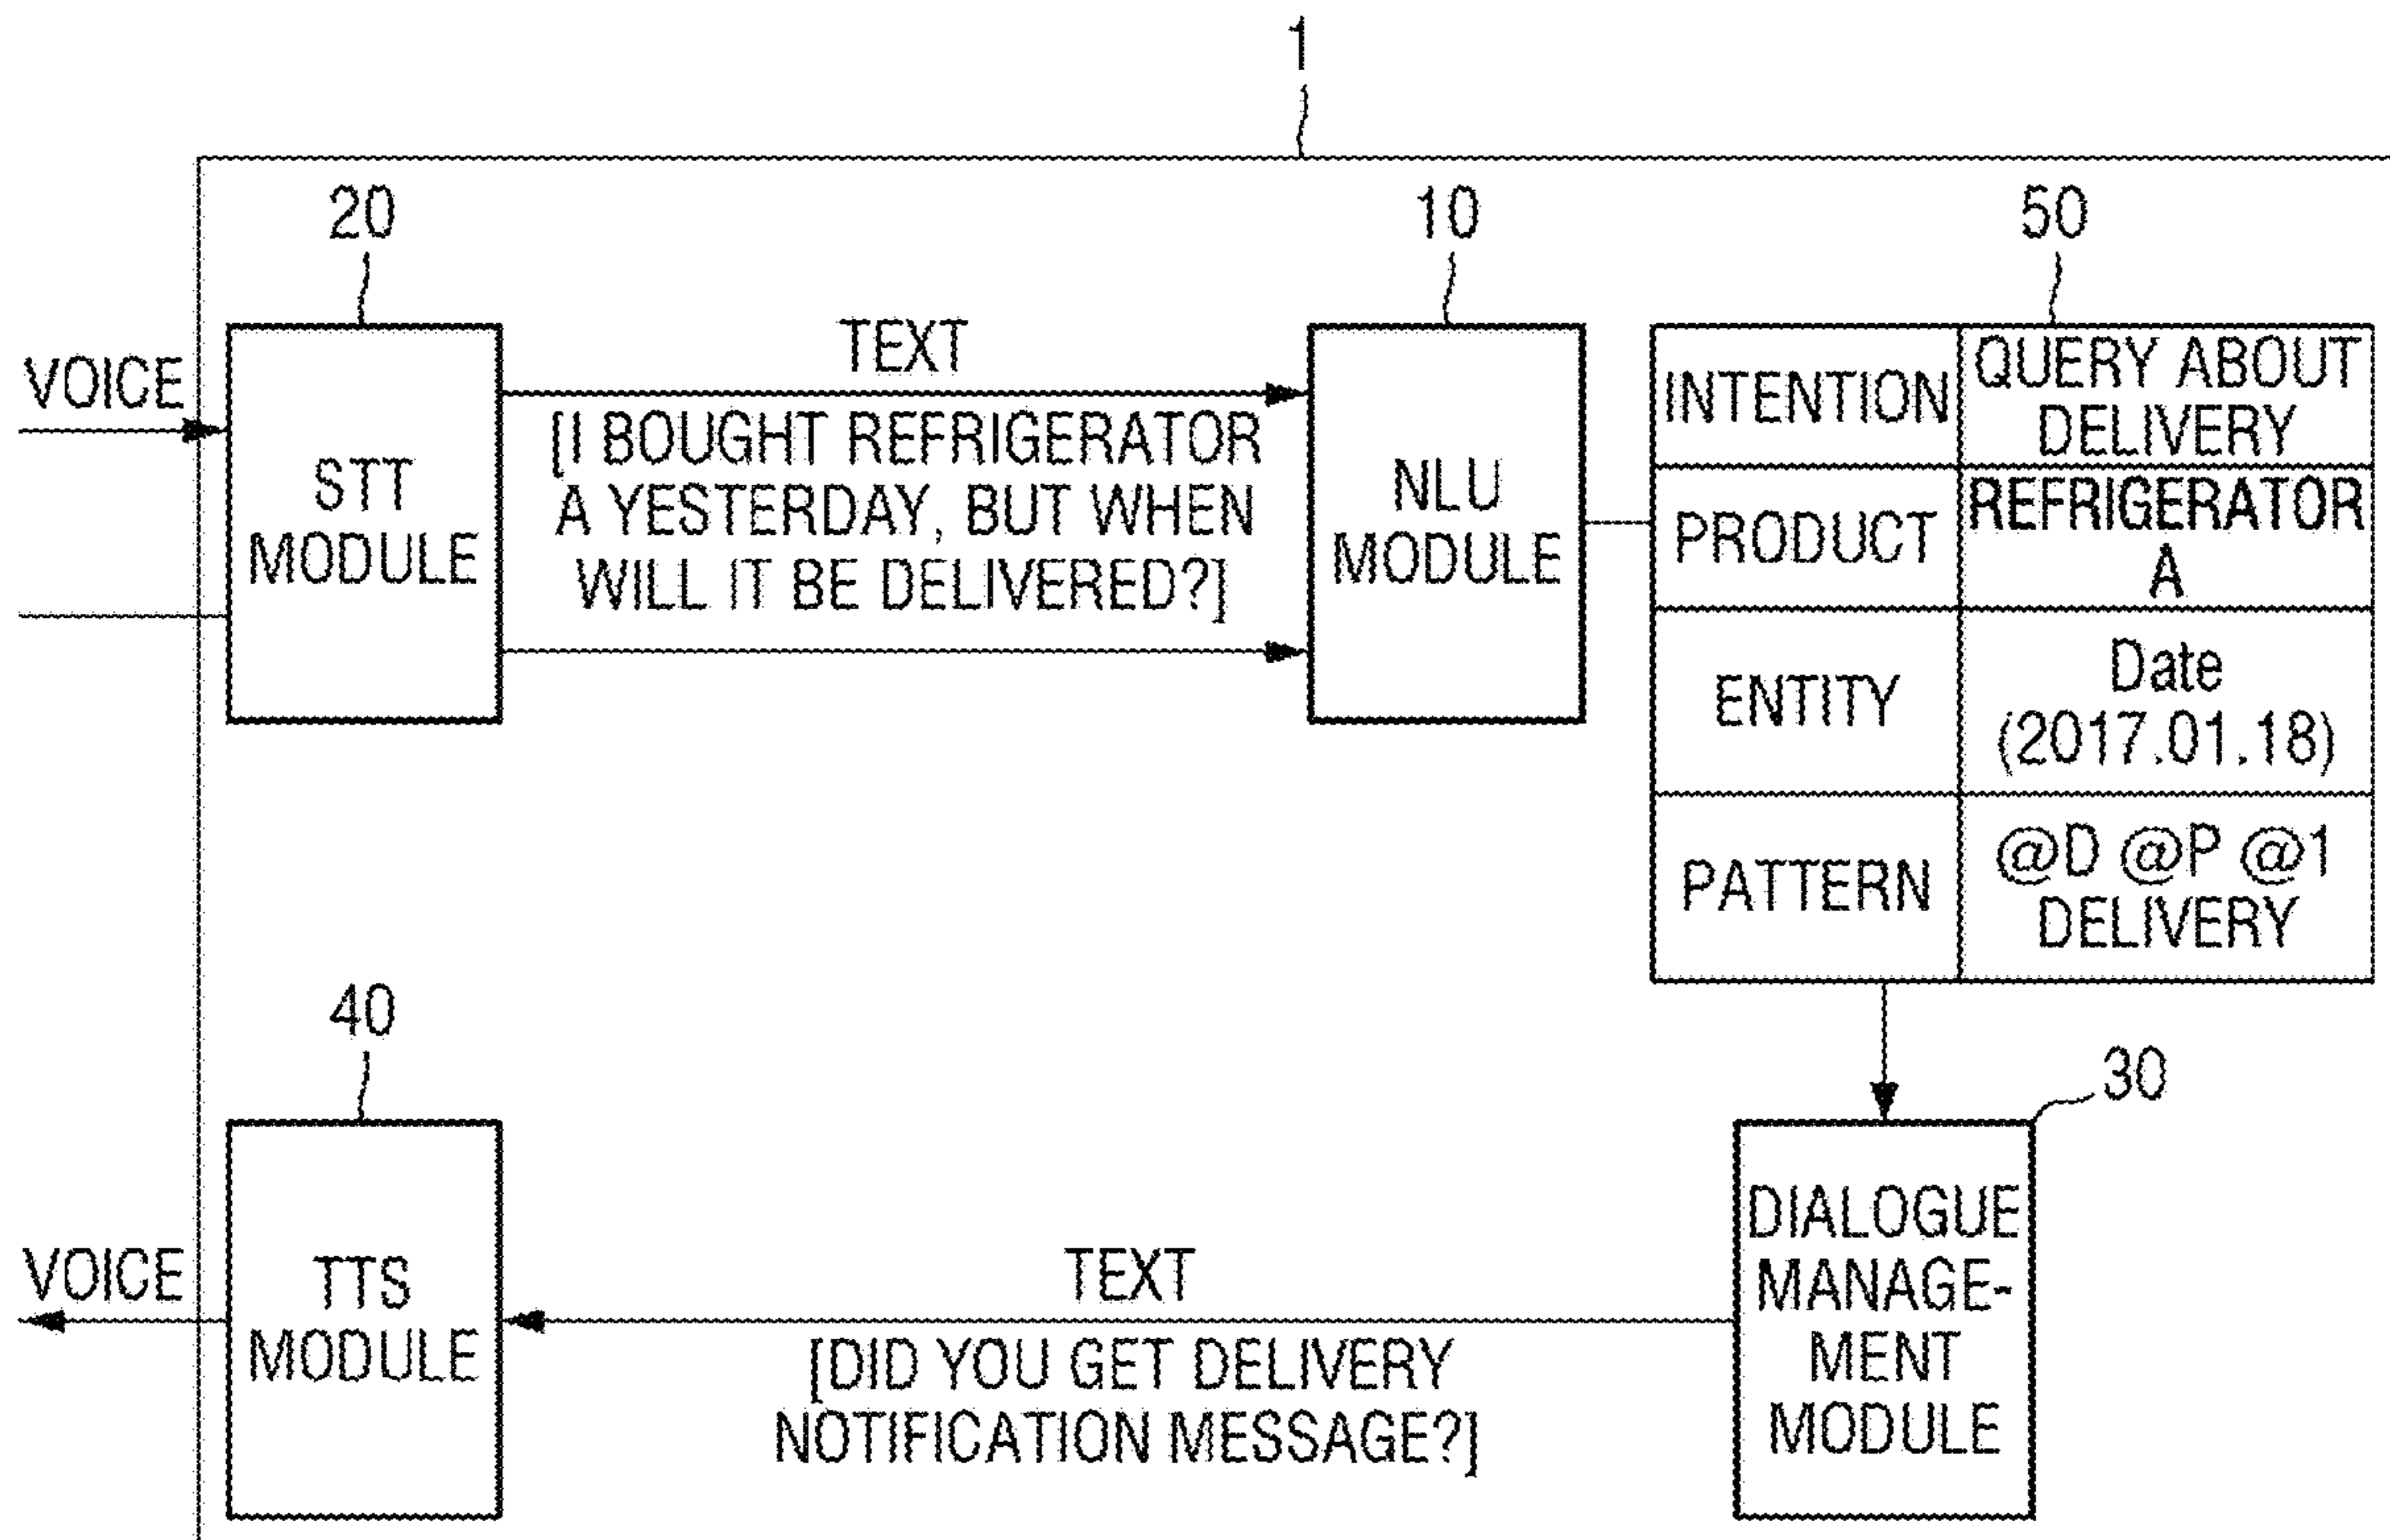 1
20
10
50
VOICE
STT
MODULE
TEXT
[I BOUGHT REFRIGERATOR
A YESTERDAY, BUT WHEN
WILL IT BE DELIVERED?]
NLU
MODULE
INTENTION
QUERY ABOUT
DELIVERY
PRODUCT
REFRIGERATOR
A
ENTITY
Date
(2017.01.18)
PATTERN
@D @P @1
DELIVERY
40
30
VOICE
TTS
MODULE
TEXT
[DID YOU GET DELIVERY
NOTIFICATION MESSAGE?]
DIALOGUE
MANAGE-
MENT
MODULE